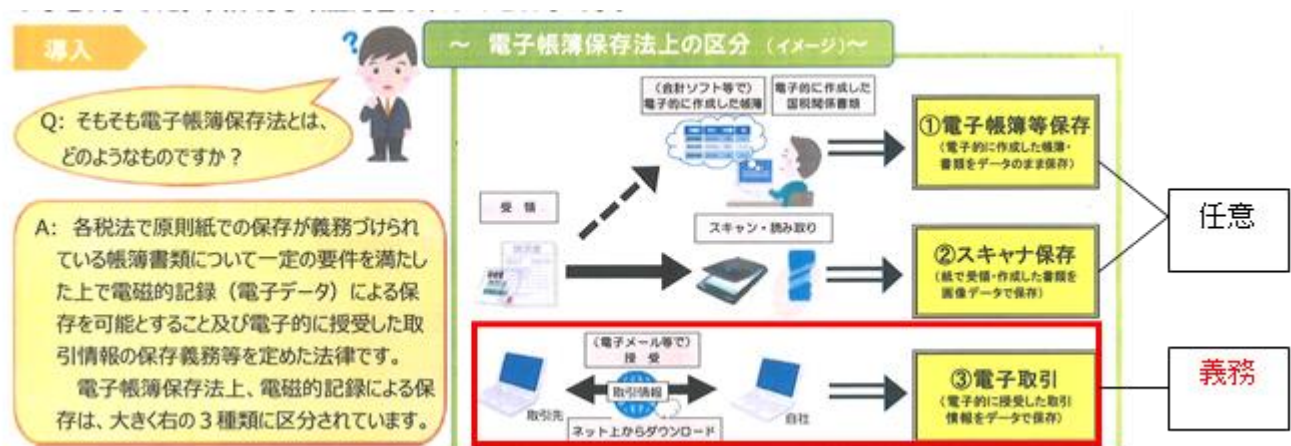 導入
?
Q: そもそも電子帳簿保存法とは、
どのようなものですか?
A: 各税法で原則紙での保存が義務づけられ
ている帳簿書類について一定の要件を満たし
た上で電磁的記録(電子データ)による保
存を可能とすること及び電子的に授受した取
引情報の保存義務等を定めた法律です。
電子帳簿保存法上、電磁的記録による保
存は、大きく右の3種類に区分されています。
~ 電子帳簿保存法上の区分 (イメージ)~
(会計ソフト等で)
電子的に作成した帳簿
電子的に作成した
国税関係書類
①電子帳簿等保存
(電子的に作成した帳簿・
書類をデータのまま保存)
受 領
スキャン・読み取り
②スキャナ保存
(紙で受領・作成した書類を
画像データで保存)
任意
(電子メール等で)
授 受
取引情報
取引先
自社
ネット上からダウンロード
③電子取引
(電子的に授受した取引
情報をデータで保存)
義務